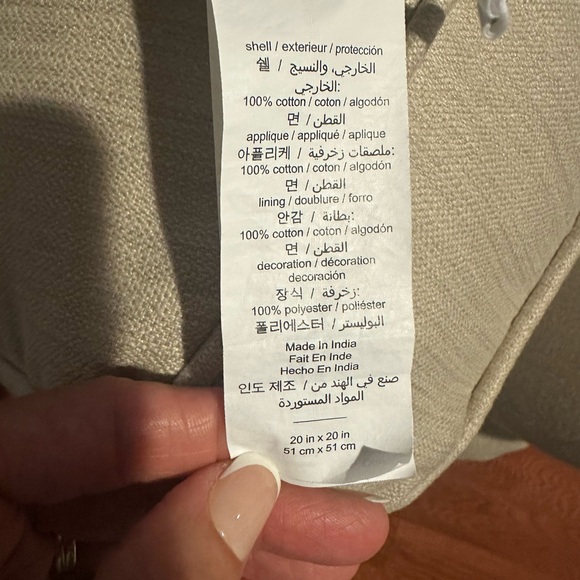 shell / exterieur / protección
쉘 / الخارجي، والنسيج
الخارجي:
100% cotton / coton / algodón
면 / القطن
applique / appliqué / aplique
아플리케 / ملصقات زخرفية:
100% cotton / coton / algodón
면 / القطن
lining / doublure / forro
안감 / بطانة:
100% cotton / coton / algodón
면 / القطن
decoration / décoration
decoración
장식 / زخرفة:
100% polyester / poliéster
폴리에스터 / البوليستر
Made In India
Fait En Inde
Hecho En India
인도 제조 / صنع في الهند من
المواد المستوردة
20 in x 20 in
51 cm x 51 cm